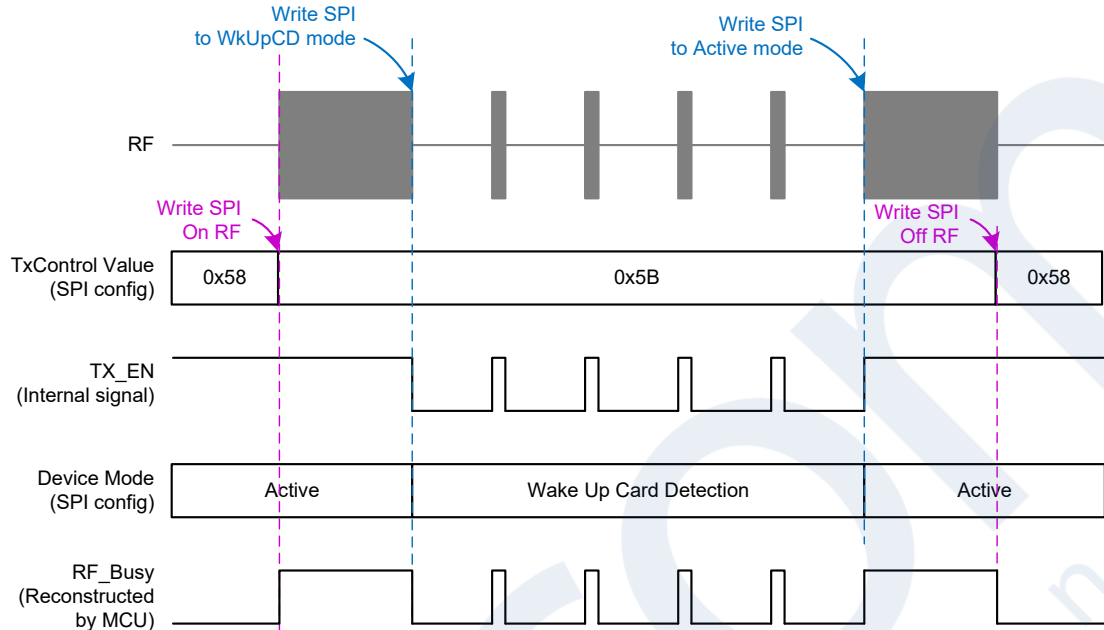 Write SPI
to WkUpCD mode
Write SPI
to Active mode
RF
Write SPI
On RF
Write SPI
Off RF
TxControl Value
(SPI config)
0x58
0x5B
0x58
TX_EN
(Internal signal)
Device Mode
(SPI config)
Active
Wake Up Card Detection
Active
RF_Busy
(Reconstructed
by MCU)